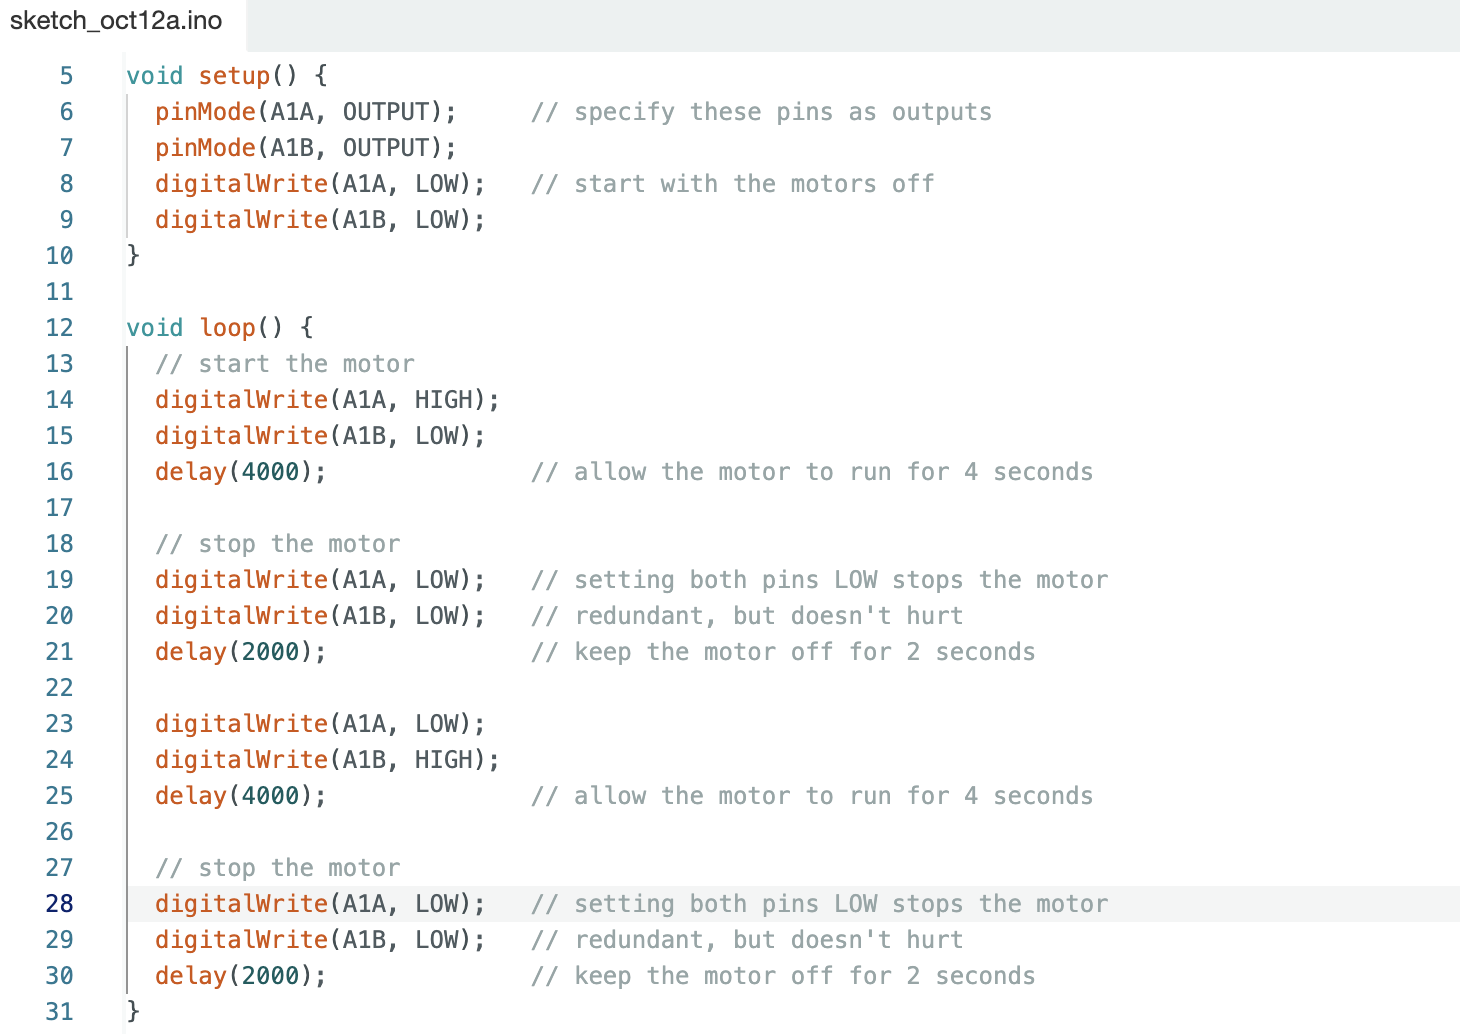 sketch_oct12a.ino
5 void setup() {
6 pinMode(A1A, OUTPUT); // specify these pins as outputs
7 pinMode(A1B, OUTPUT);
8 digitalWrite(A1A, LOW); // start with the motors off
9 digitalWrite(A1B, LOW);
10 }
11
12 void loop() {
13 // start the motor
14 digitalWrite(A1A, HIGH);
15 digitalWrite(A1B, LOW);
16 delay(4000); // allow the motor to run for 4 seconds
17
18 // stop the motor
19 digitalWrite(A1A, LOW); // setting both pins LOW stops the motor
20 digitalWrite(A1B, LOW); // redundant, but doesn't hurt
21 delay(2000); // keep the motor off for 2 seconds
22
23 digitalWrite(A1A, LOW);
24 digitalWrite(A1B, HIGH);
25 delay(4000); // allow the motor to run for 4 seconds
26
27 // stop the motor
28 digitalWrite(A1A, LOW); // setting both pins LOW stops the motor
29 digitalWrite(A1B, LOW); // redundant, but doesn't hurt
30 delay(2000); // keep the motor off for 2 seconds
31 }